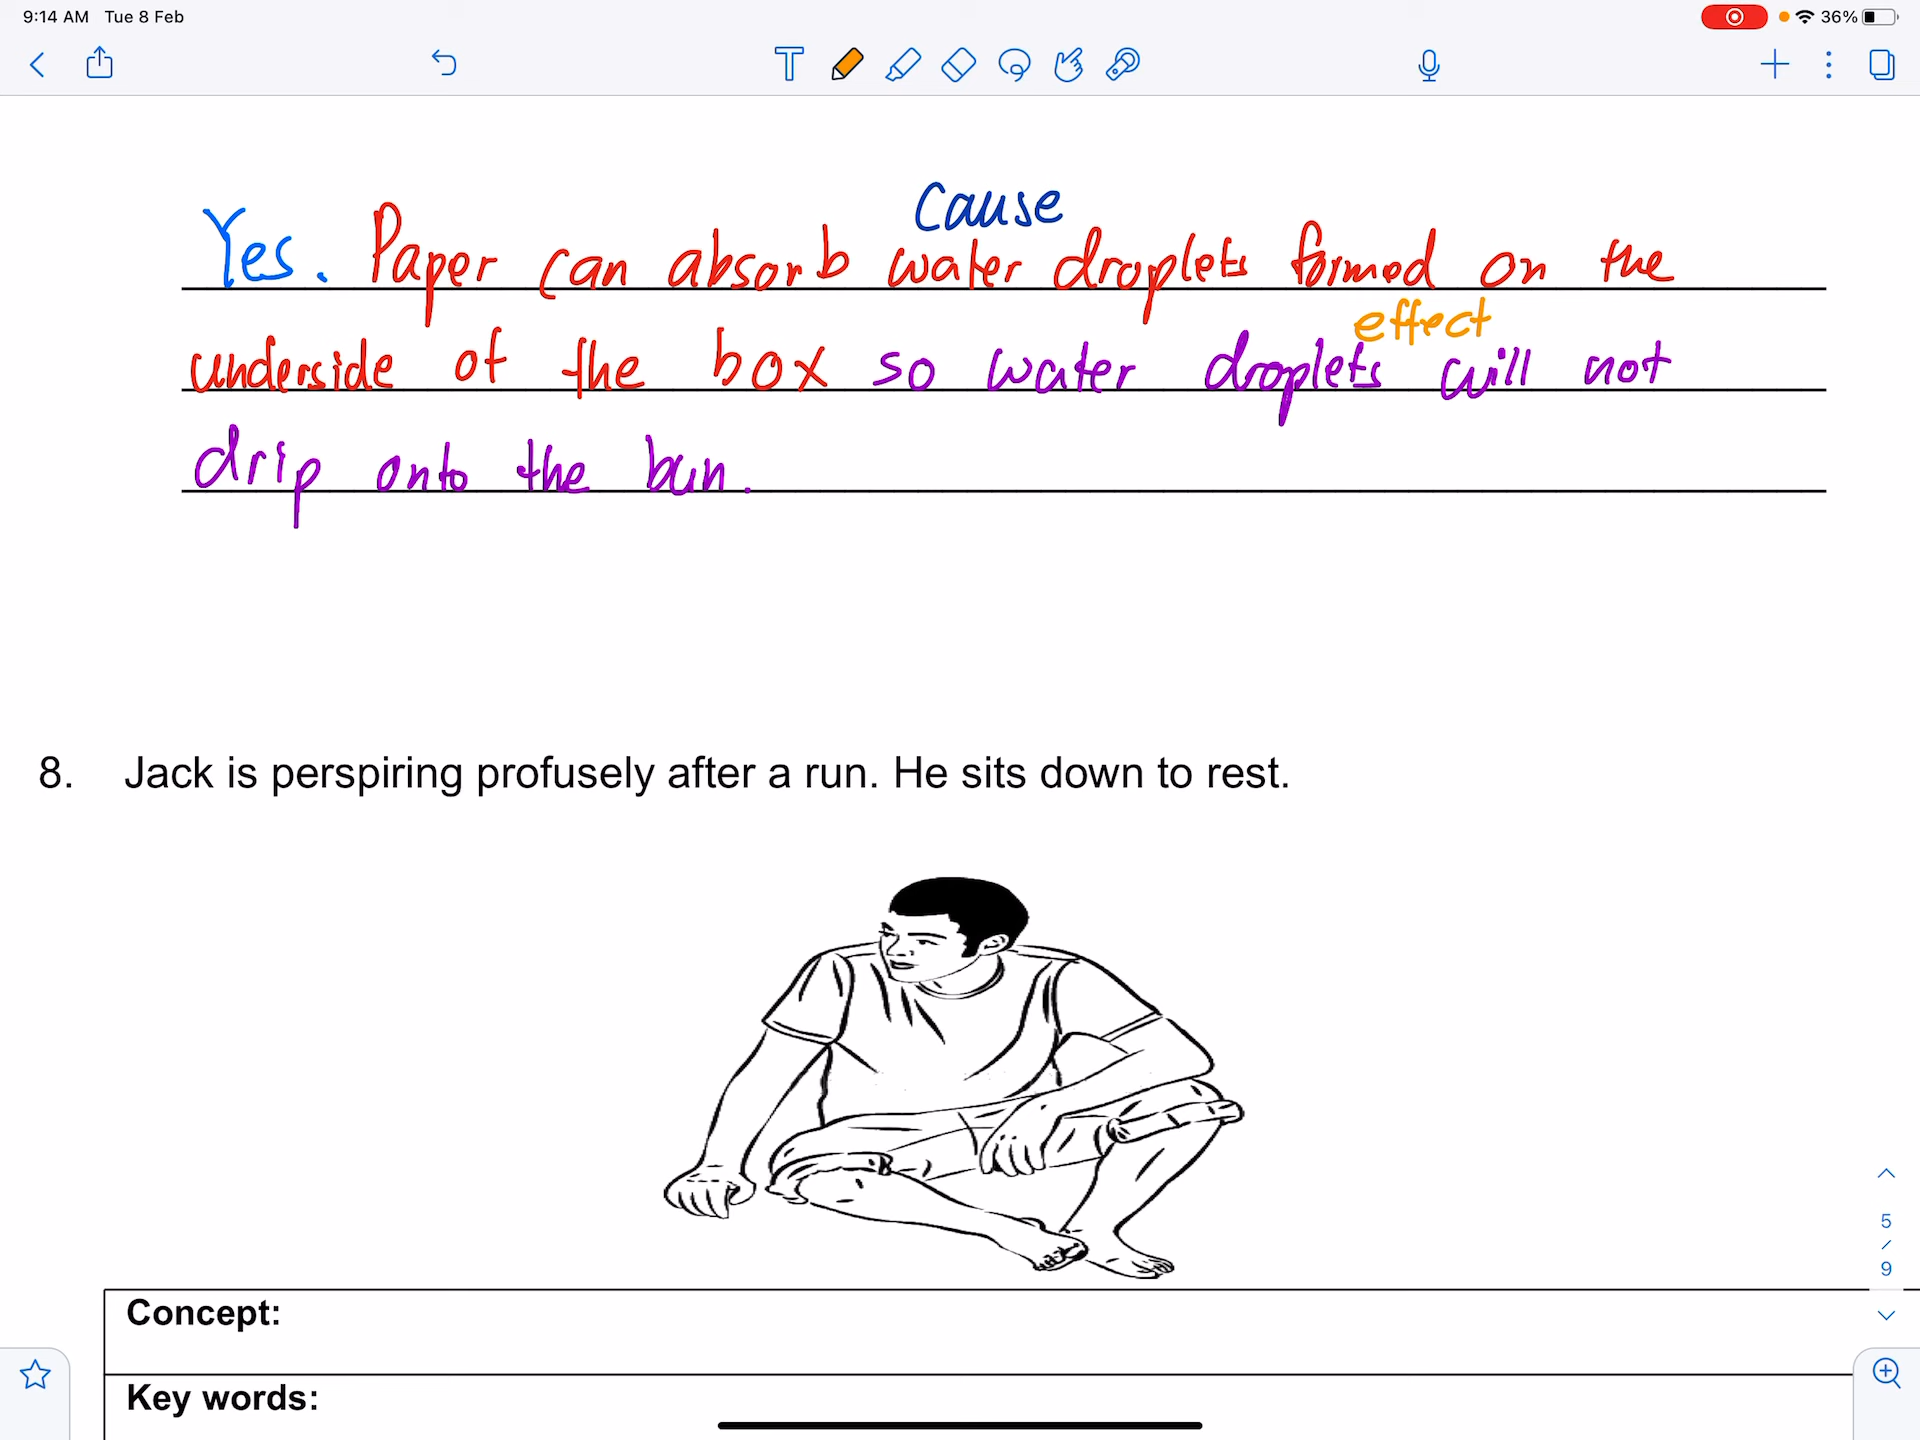 9:14 AM Tue 8 Feb
36%
Cause
Yes. Paper can absorb water droplets formed on the
effect
underside of the box so water droplets will not
drip onto the bun.
8. Jack is perspiring profusely after a run. He sits down to rest.
5
/
9
Concept:
Key words: